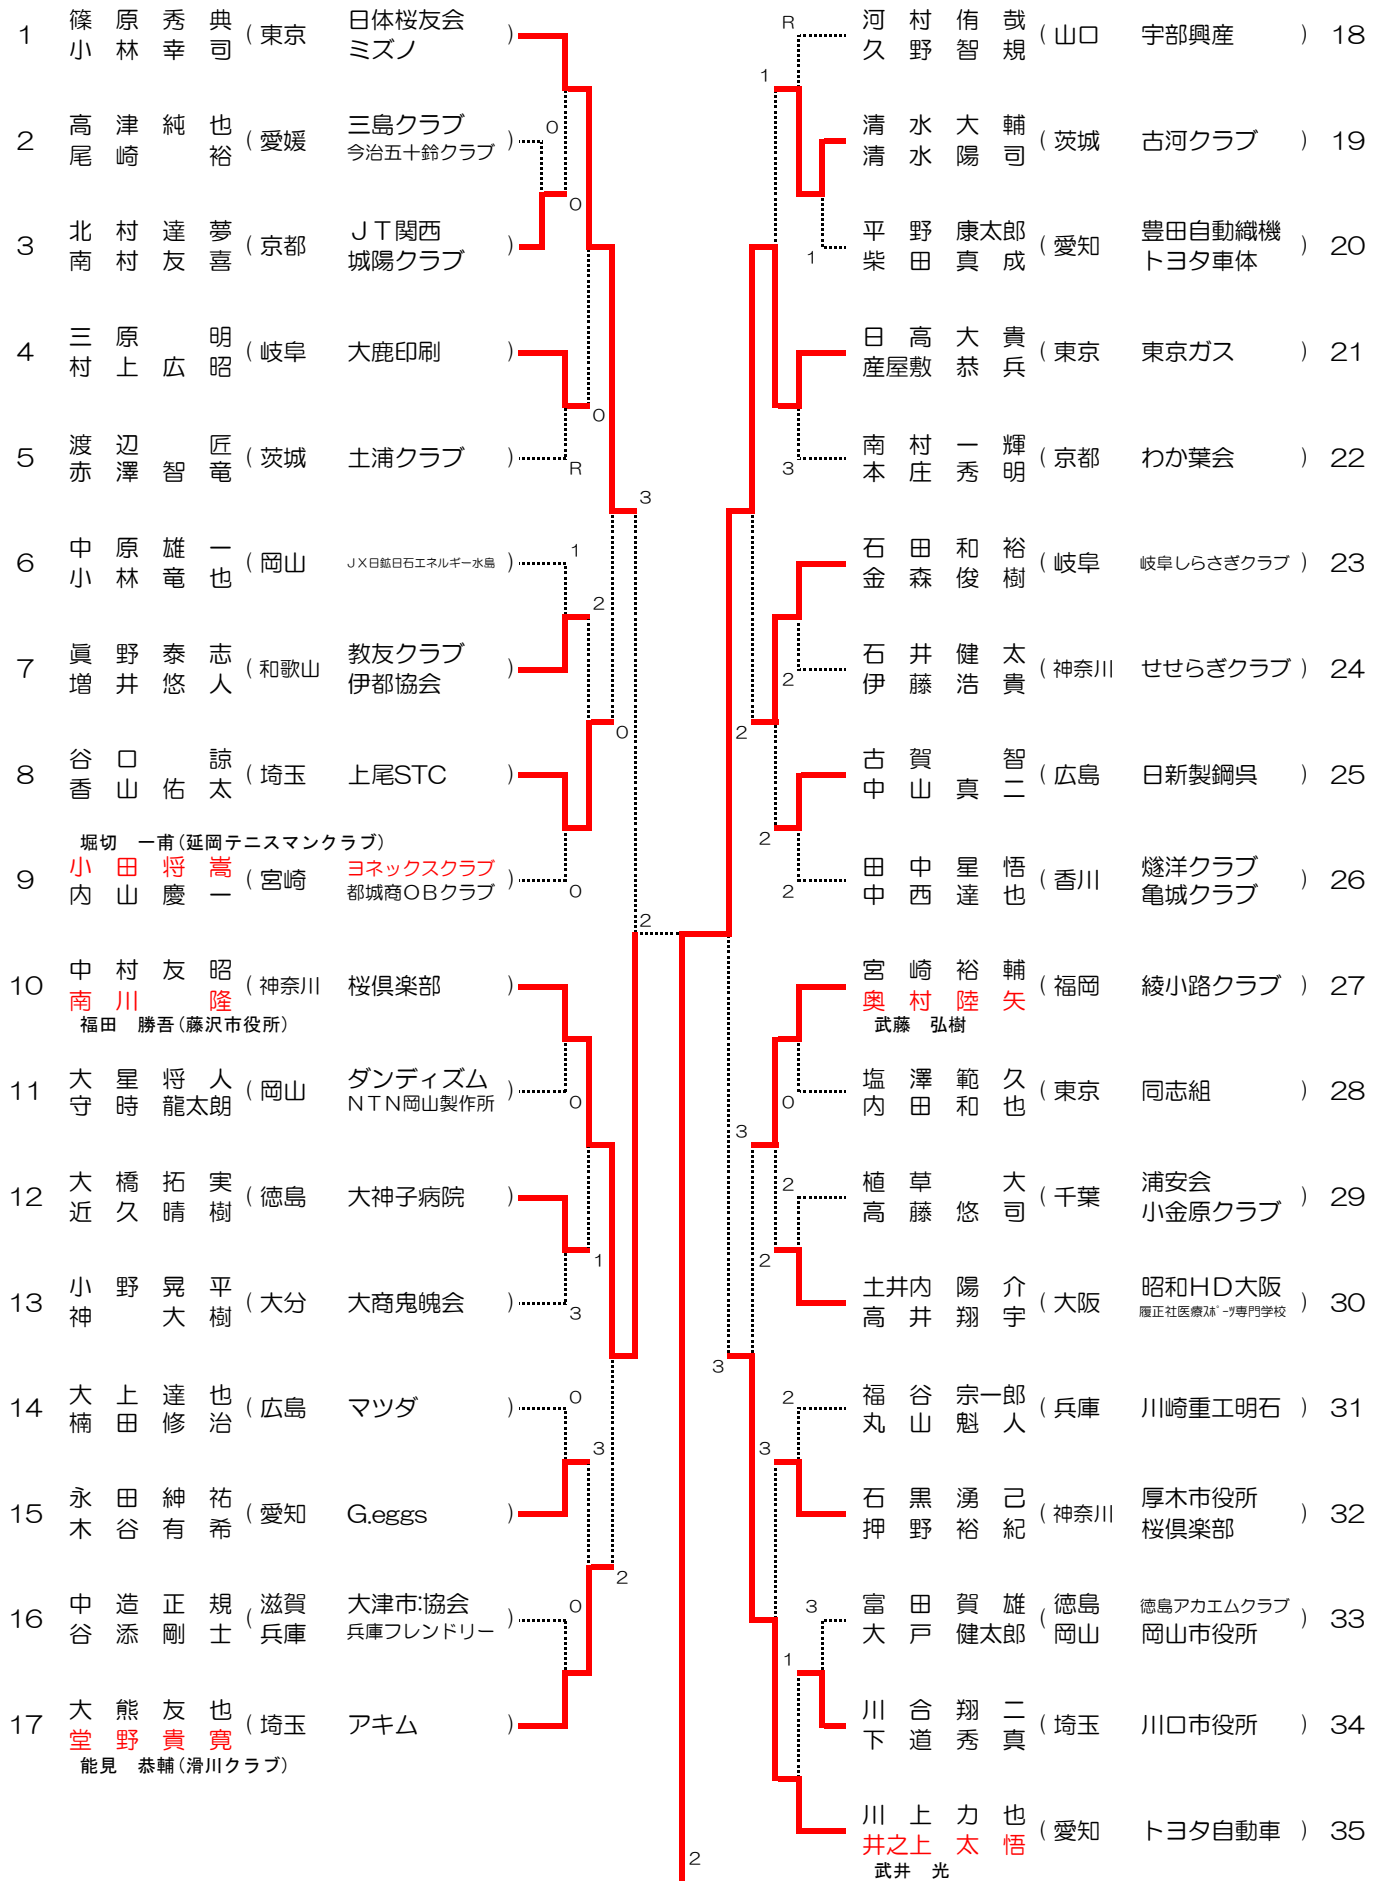 1 篠原秀典 小林幸司 (東京 日体桜友会 ミズノ)
2 高津純也 尾崎裕 (愛媛 三島クラブ 今治五十鈴クラブ)
0
3 北村達夢 南村友喜 (京都 ＪＴ関西 城陽クラブ)
0
4 三原明 村上広昭 (岐阜 大鹿印刷)
0
5 渡辺匠 赤澤智竜 (茨城 土浦クラブ)
R
3
6 中原雄一 小林竜也 (岡山 ＪＸ日鉱日石エネルギー水島)
1
2
7 眞野泰志 増井悠人 (和歌山 教友クラブ 伊都協会)
0
8 谷口諒 香山佑太 (埼玉 上尾STC)
堀切　一甫(延岡テニスマンクラブ)
9 小田将嵩 内山慶一 (宮崎 ヨネックスクラブ 都城商ＯＢクラブ)
0
2
10 中村友昭 南川隆 (神奈川 桜倶楽部)
福田　勝吾(藤沢市役所)
11 大星将人 守時龍太朗 (岡山 ダンディズム ＮＴＮ岡山製作所)
0
12 大橋拓実 近久晴樹 (徳島 大神子病院)
1
13 小野晃平 神大樹 (大分 大商鬼魄会)
3
14 大上達也 楠田修治 (広島 マツダ)
0
3
15 永田紳祐 木谷有希 (愛知 G.eggs)
2
16 中造正規 谷添剛士 (滋賀 兵庫 大津市:協会 兵庫フレンドリー)
0
17 大熊友也 堂野貴寛 (埼玉 アキム)
能見　恭輔(滑川クラブ)
R
河村侑哉 久野智規 (山口 宇部興産) 18
1
清水大輔 清水陽司 (茨城 古河クラブ) 19
平野康太郎 柴田真成 (愛知 豊田自動織機 トヨタ車体) 20
1
日高大貴 産屋敷恭兵 (東京 東京ガス) 21
南村一輝 本庄秀明 (京都 わか葉会) 22
3
石田和裕 金森俊樹 (岐阜 岐阜しらさぎクラブ) 23
石井健太 伊藤浩貴 (神奈川 せせらぎクラブ) 24
2
2
古賀智 中山真二 (広島 日新製鋼呉) 25
2
田中星悟 中西達也 (香川 燧洋クラブ 亀城クラブ) 26
2
宮崎裕輔 奥村陸矢 (福岡 綾小路クラブ) 27
武藤　弘樹
塩澤範久 内田和也 (東京 同志組) 28
0
3
植草大 高藤悠司 (千葉 浦安会 小金原クラブ) 29
2
2
土井内陽介 高井翔宇 (大阪 昭和ＨＤ大阪 履正社医療ｽﾎﾟｰﾂ専門学校) 30
3
福谷宗一郎 丸山魁人 (兵庫 川崎重工明石) 31
2
3
石黒湧己 押野裕紀 (神奈川 厚木市役所 桜倶楽部) 32
富田賀雄 大戸健太郎 (徳島 岡山 徳島アカエムクラブ 岡山市役所) 33
3
1
川合翔二 下道秀真 (埼玉 川口市役所) 34
川上力也 井之上太悟 (愛知 トヨタ自動車) 35
武井　光
2